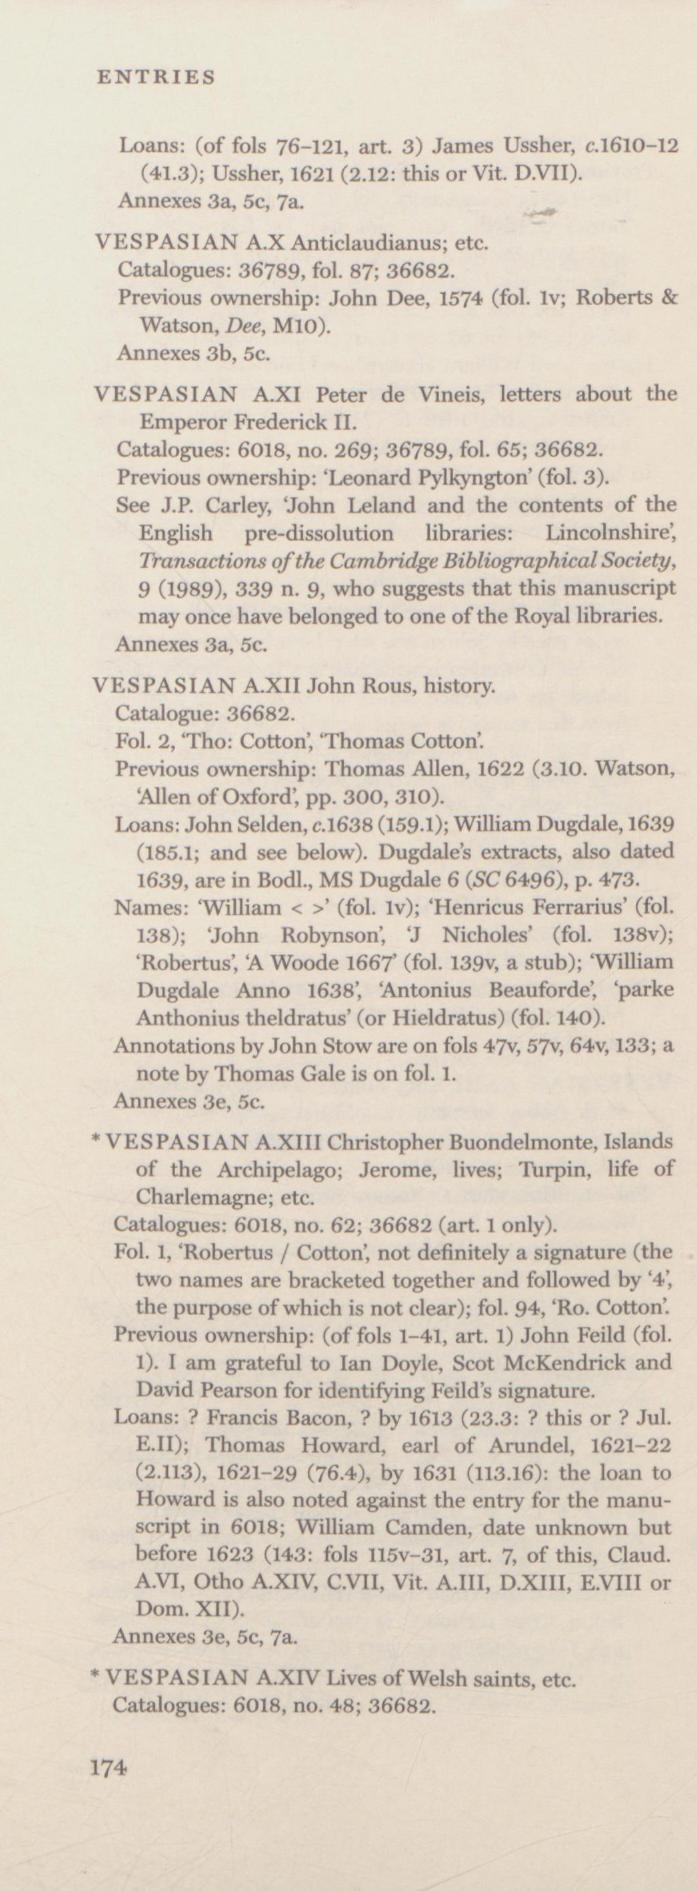 ENTRIES
Loans: (of fols 76–121, art. 3) James Ussher, c.1610–12
(41.3); Ussher, 1621 (2.12: this or Vit. D.VII).
Annexes 3a, 5c, 7a.
VESPASIAN A.X Anticlaudianus; etc.
Catalogues: 36789, fol. 87; 36682.
Previous ownership: John Dee, 1574 (fol. 1v; Roberts &
Watson, Dee, M10).
Annexes 3b, 5c.
VESPASIAN A.XI Peter de Vineis, letters about the
Emperor Frederick II.
Catalogues: 6018, no. 269; 36789, fol. 65; 36682.
Previous ownership: ‘Leonard Pylkyngton’ (fol. 3).
See J.P. Carley, ‘John Leland and the contents of the
English pre-dissolution libraries: Lincolnshire’,
Transactions of the Cambridge Bibliographical Society,
9 (1989), 339 n. 9, who suggests that this manuscript
may once have belonged to one of the Royal libraries.
Annexes 3a, 5c.
VESPASIAN A.XII John Rous, history.
Catalogue: 36682.
Fol. 2, ‘Tho: Cotton’, ‘Thomas Cotton’.
Previous ownership: Thomas Allen, 1622 (3.10. Watson,
‘Allen of Oxford’, pp. 300, 310).
Loans: John Selden, c.1638 (159.1); William Dugdale, 1639
(185.1; and see below). Dugdale’s extracts, also dated
1639, are in Bodl., MS Dugdale 6 (SC 6496), p. 473.
Names: ‘William < >’ (fol. 1v); ‘Henricus Ferrarius’ (fol.
138); ‘John Robynson’, ‘J Nicholes’ (fol. 138v);
‘Robertus’, ‘A Woode 1667’ (fol. 139v, a stub); ‘William
Dugdale Anno 1638’, ‘Antonius Beauforde’, ‘parke
Anthonius theldratus’ (or Hieldratus) (fol. 140).
Annotations by John Stow are on fols 47v, 57v, 64v, 133; a
note by Thomas Gale is on fol. 1.
Annexes 3e, 5c.
* VESPASIAN A.XIII Christopher Buondelmonte, Islands
of the Archipelago; Jerome, lives; Turpin, life of
Charlemagne; etc.
Catalogues: 6018, no. 62; 36682 (art. 1 only).
Fol. 1, ‘Robertus / Cotton’, not definitely a signature (the
two names are bracketed together and followed by ‘4’,
the purpose of which is not clear); fol. 94, ‘Ro. Cotton’.
Previous ownership: (of fols 1–41, art. 1) John Feild (fol.
1). I am grateful to Ian Doyle, Scot McKendrick and
David Pearson for identifying Feild’s signature.
Loans: ? Francis Bacon, ? by 1613 (23.3: ? this or ? Jul.
E.II); Thomas Howard, earl of Arundel, 1621–22
(2.113), 1621–29 (76.4), by 1631 (113.16): the loan to
Howard is also noted against the entry for the manu-
script in 6018; William Camden, date unknown but
before 1623 (143: fols 115v–31, art. 7, of this, Claud.
A.VI, Otho A.XIV, C.VII, Vit. A.III, D.XIII, E.VIII or
Dom. XII).
Annexes 3e, 5c, 7a.
* VESPASIAN A.XIV Lives of Welsh saints, etc.
Catalogues: 6018, no. 48; 36682.
174